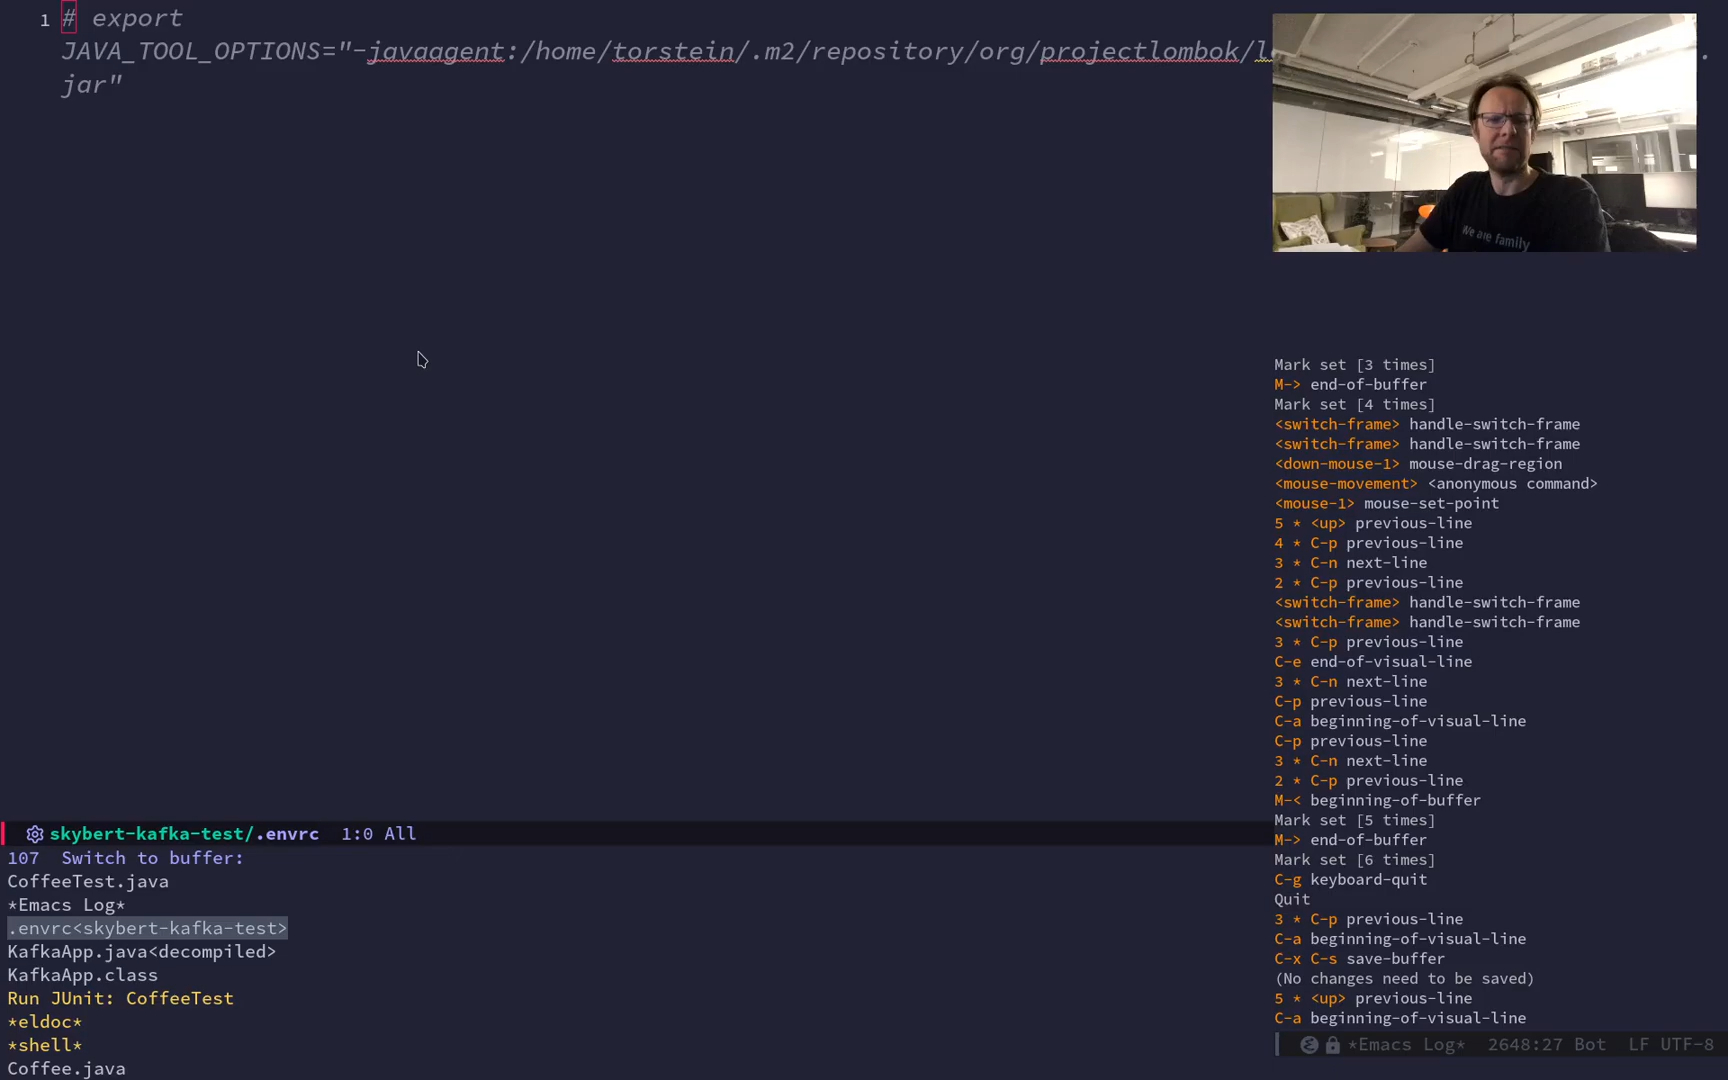 1 # export
JAVA_TOOL_OPTIONS="-javaagent:/home/torstein/.m2/repository/org/projectlombok/
jar"
We are family
Mark set [3 times]
M-> end-of-buffer
Mark set [4 times]
<switch-frame> handle-switch-frame
<switch-frame> handle-switch-frame
<down-mouse-1> mouse-drag-region
<mouse-movement> <anonymous command>
<mouse-1> mouse-set-point
5 * <up> previous-line
4 * C-p previous-line
3 * C-n next-line
2 * C-p previous-line
<switch-frame> handle-switch-frame
<switch-frame> handle-switch-frame
3 * C-p previous-line
C-e end-of-visual-line
3 * C-n next-line
C-p previous-line
C-a beginning-of-visual-line
C-p previous-line
3 * C-n next-line
2 * C-p previous-line
M-< beginning-of-buffer
Mark set [5 times]
M-> end-of-buffer
Mark set [6 times]
C-g keyboard-quit
Quit
3 * C-p previous-line
C-a beginning-of-visual-line
C-x C-s save-buffer
(No changes need to be saved)
5 * <up> previous-line
C-a beginning-of-visual-line
*Emacs Log* 2648:27 Bot LF UTF-8
skybert-kafka-test/.envrc 1:0 All
107 Switch to buffer:
CoffeeTest.java
*Emacs Log*
.envrc<skybert-kafka-test>
KafkaApp.java<decompiled>
KafkaApp.class
Run JUnit: CoffeeTest
*eldoc*
*shell*
Coffee.java